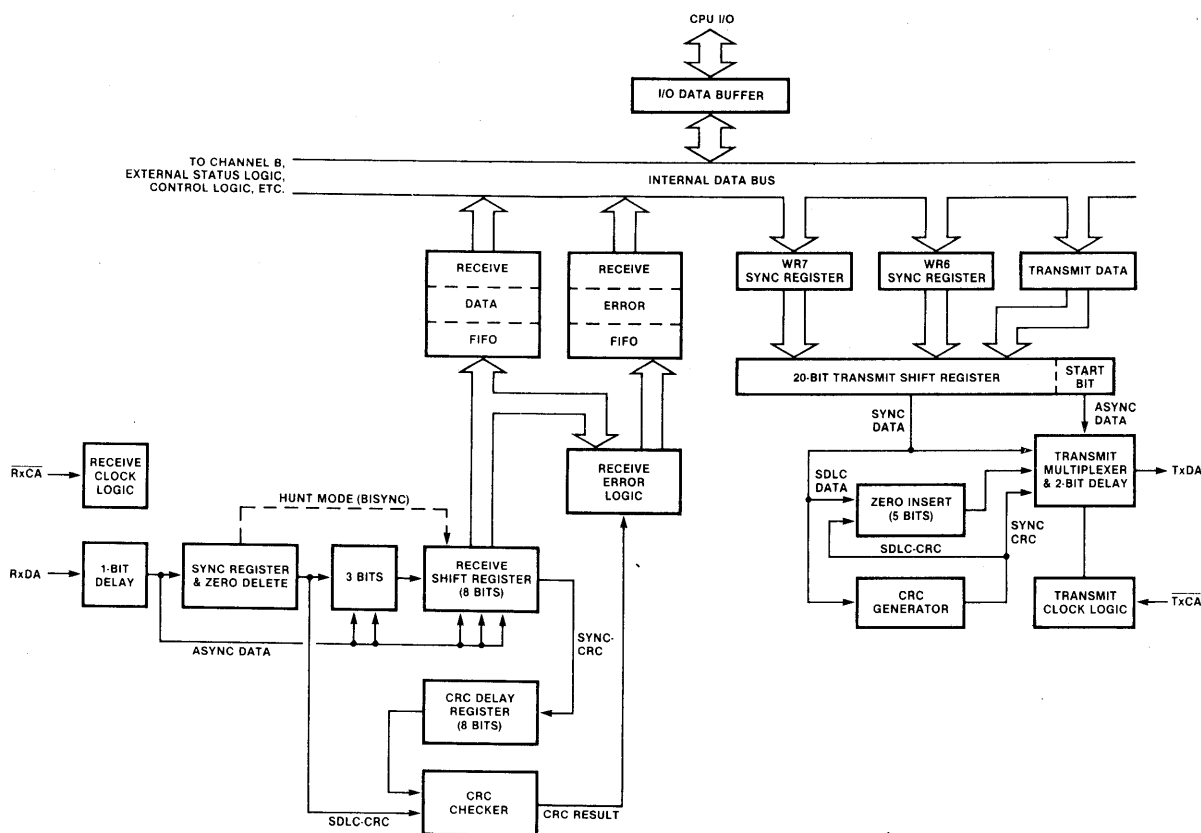 CPU I/O
I/O DATA BUFFER
TO CHANNEL B,
EXTERNAL STATUS LOGIC,
CONTROL LOGIC, ETC.
INTERNAL DATA BUS
RECEIVE
DATA
FIFO
RECEIVE
ERROR
FIFO
WR7
SYNC REGISTER
WR6
SYNC REGISTER
TRANSMIT DATA
20-BIT TRANSMIT SHIFT REGISTER
START
BIT
SYNC
DATA
ASYNC
DATA
RxCA
RECEIVE
CLOCK
LOGIC
RECEIVE
ERROR
LOGIC
SDLC
DATA
ZERO INSERT
(5 BITS)
TRANSMIT
MULTIPLEXER
& 2-BIT DELAY
TxDA
HUNT MODE (BISYNC)
SYNC
CRC
SDLC-CRC
RxDA
1-BIT
DELAY
SYNC REGISTER
& ZERO DELETE
3 BITS
RECEIVE
SHIFT REGISTER
(8 BITS)
CRC
GENERATOR
TRANSMIT
CLOCK LOGIC
TxCA
ASYNC DATA
SYNC-
CRC
CRC DELAY
REGISTER
(8 BITS)
CRC
CHECKER
SDLC-CRC
CRC RESULT